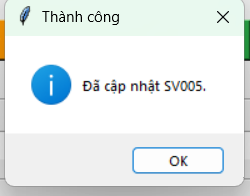 Thành công
Đã cập nhật SV005.
OK